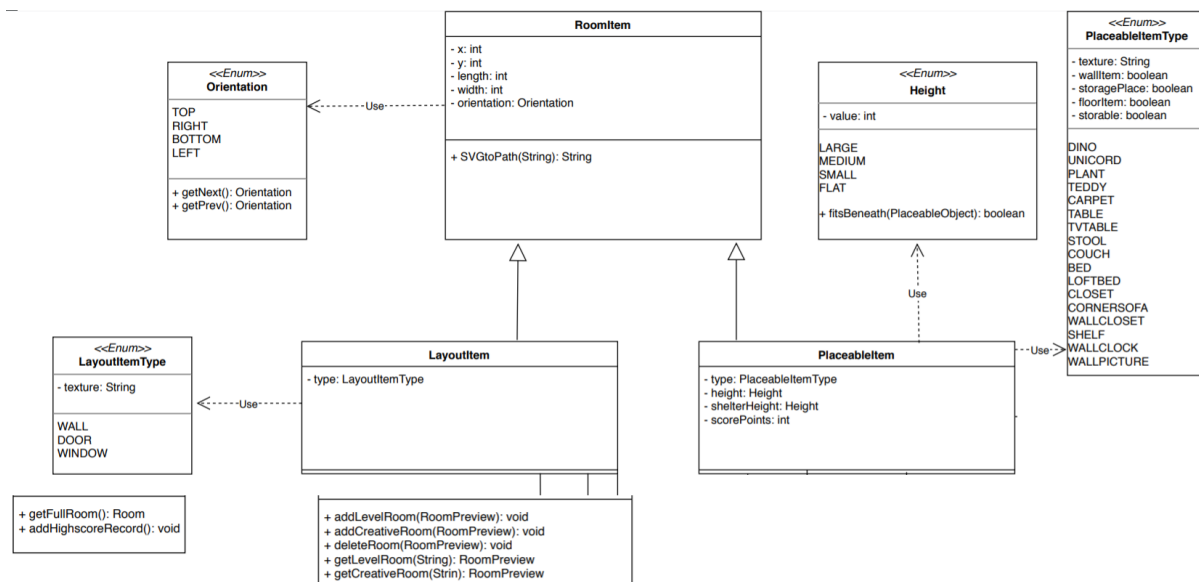 RoomItem
- x: int
- y: int
- length: int
- width: int
- orientation: Orientation
+ SVGtoPath(String): String
<<Enum>>
Orientation
TOP
RIGHT
BOTTOM
LEFT
+ getNext(): Orientation
+ getPrev(): Orientation
Use
<<Enum>>
Height
- value: int
LARGE
MEDIUM
SMALL
FLAT
+ fitsBeneath(PlaceableObject): boolean
<<Enum>>
PlaceableItemType
- texture: String
- wallItem: boolean
- storagePlace: boolean
- floorItem: boolean
- storable: boolean
DINO
UNICORD
PLANT
TEDDY
CARPET
TABLE
TVTABLE
STOOL
COUCH
BED
LOFTBED
CLOSET
CORNERSOFA
WALLCLOSET
SHELF
WALLCLOCK
WALLPICTURE
Use
Use
<<Enum>>
LayoutItemType
- texture: String
WALL
DOOR
WINDOW
Use
LayoutItem
- type: LayoutItemType
PlaceableItem
- type: PlaceableItemType
- height: Height
- shelterHeight: Height
- scorePoints: int
+ getFullRoom(): Room
+ addHighscoreRecord(): void
+ addLevelRoom(RoomPreview): void
+ addCreativeRoom(RoomPreview): void
+ deleteRoom(RoomPreview): void
+ getLevelRoom(String): RoomPreview
+ getCreativeRoom(Strin): RoomPreview